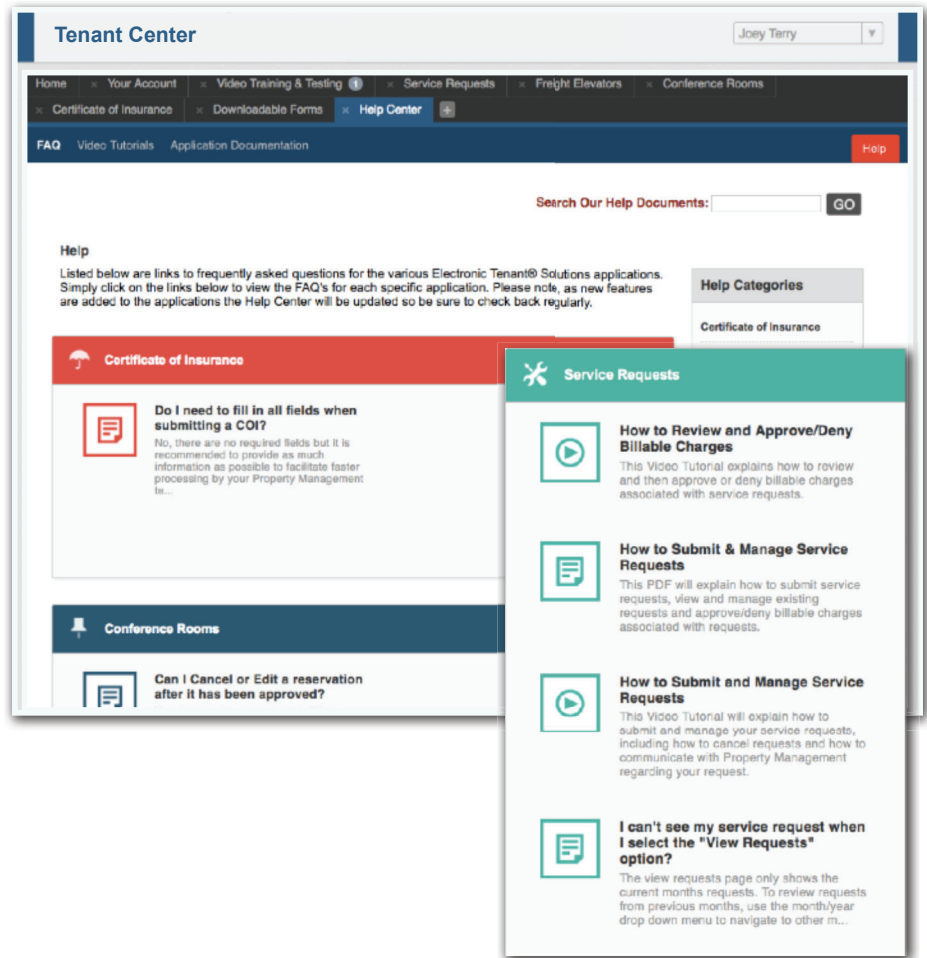 Tenant Center
Joey Terry
Home × Your Account × Video Training & Testing 1 × Service Requests × Freight Elevators × Conference Rooms
× Certificate of Insurance × Downloadable Forms × Help Center +
FAQ Video Tutorials Application Documentation
Help
Search Our Help Documents: GO
Help
Listed below are links to frequently asked questions for the various Electronic Tenant® Solutions applications.
Simply click on the links below to view the FAQ's for each specific application. Please note, as new features
are added to the applications the Help Center will be updated so be sure to check back regularly.
Help Categories
Certificate of Insurance
Certificate of Insurance
Do I need to fill in all fields when
submitting a COI?
No, there are no required fields but it is
recommended to provide as much
information as possible to facilitate faster
processing by your Property Management
te...
Conference Rooms
Can I Cancel or Edit a reservation
after it has been approved?
Service Requests
How to Review and Approve/Deny
Billable Charges
This Video Tutorial explains how to review
and then approve or deny billable charges
associated with service requests.
How to Submit & Manage Service
Requests
This PDF will explain how to submit service
requests, view and manage existing
requests and approve/deny billable charges
associated with requests.
How to Submit and Manage Service
Requests
This Video Tutorial will explain how to
submit and manage your service requests,
including how to cancel requests and how to
communicate with Property Management
regarding your request.
I can't see my service request when
I select the "View Requests"
option?
The view requests page only shows the
current months requests. To review requests
from previous months, use the month/year
drop down menu to navigate to other m...